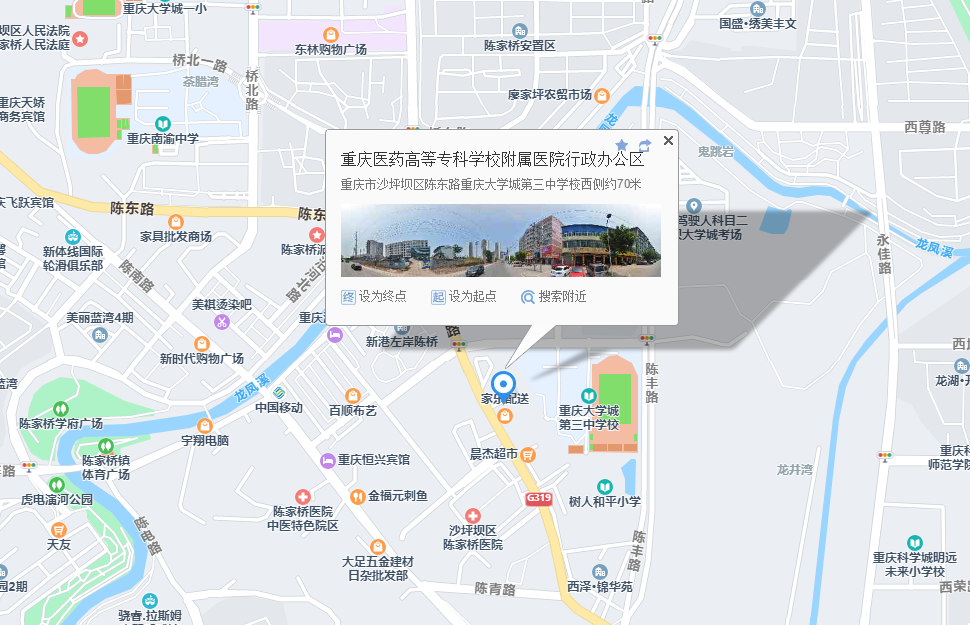 重庆大学城一小
国盛·绣美丰文
坝区人民法院
家桥人民法庭
东林购物广场
陈家桥安置区
桥北一路
茶腊湾
桥北路
廖家坪农贸市场
重庆天娇
商务宾馆
重庆南渝中学
西尊路
鬼跳岩
重庆医药高等专科学校附属医院行政办公区
重庆市沙坪坝区陈东路重庆大学城第三中学校西侧约70米
终 设为终点
起 设为起点
搜索附近
庆飞跃宾馆
陈东路
陈东
家具批发商场
驾驶人科目二
大学城考场
永佳路
龙凤溪
新体线国际
轮滑俱乐部
陈家桥派
陈南路
美祺烫染吧
美丽蓝湾4期
新时代购物广场
新港左岸陈桥
陈丰路
家乐配送
龙凤溪
中国移动
百顺布艺
重庆大学城
第三中学校
陈家桥学府广场
宇翔电脑
陈家桥镇
体育广场
重庆恒兴宾馆
晨杰超市
龙井湾
虎电演河公园
金福元刺鱼
G319
树人和平小学
陈家桥医院
中医特色院区
沙坪坝区
陈家桥医院
陈电路
天友
大足五金建材
日杂批发部
陈丰路
重庆科学城明远
未来小学校
园2期
陈青路
西泽·锦华苑
西荣
骁睿.拉斯姆